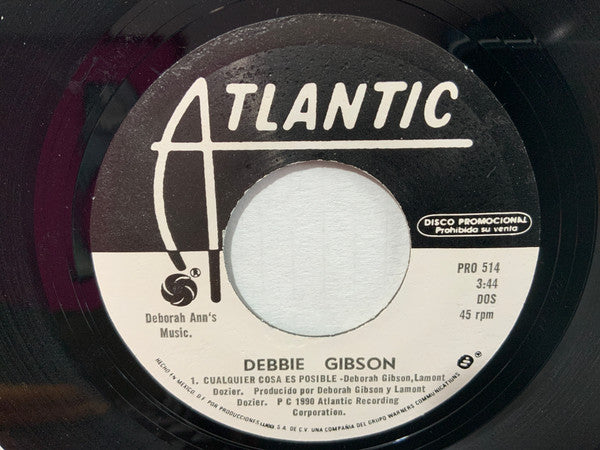 ATLANTIC
DISCO PROMOCIONAL
Prohibida su venta
®
Deborah Ann's
Music.
PRO 514
3:44
DOS
45 rpm
DEBBIE GIBSON
1. CUALQUIER COSA ES POSIBLE -Deborah Gibson, Lamont
Dozier. Producido por Deborah Gibson y Lamont
Dozier. P C 1990 Atlantic Recording
Corporation.
HECHO EN MEXICO, D.F. POR PRODUCCIONES S.A. DE C.V. UNA COMPAÑIA DEL GRUPO WARNERS COMMUNICATIONS
®